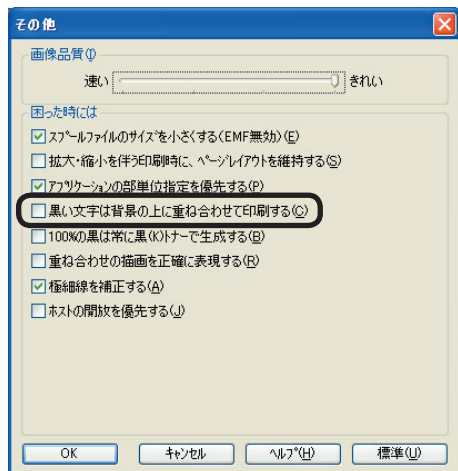 その他
画像品質(I)
速い きれい
困った時には
スプールファイルのサイズを小さくする(EMF無効)(E)
拡大・縮小を伴う印刷時に、ページレイアウトを維持する(S)
アプリケーションの部単位指定を優先する(P)
黒い文字は背景の上に重ね合わせて印刷する(C)
100%の黒は常に黒(K)トナーで生成する(B)
重ね合わせの描画を正確に表現する(R)
極細線を補正する(A)
ホストの開放を優先する(J)
OK キャンセル ヘルプ(H) 標準(U)